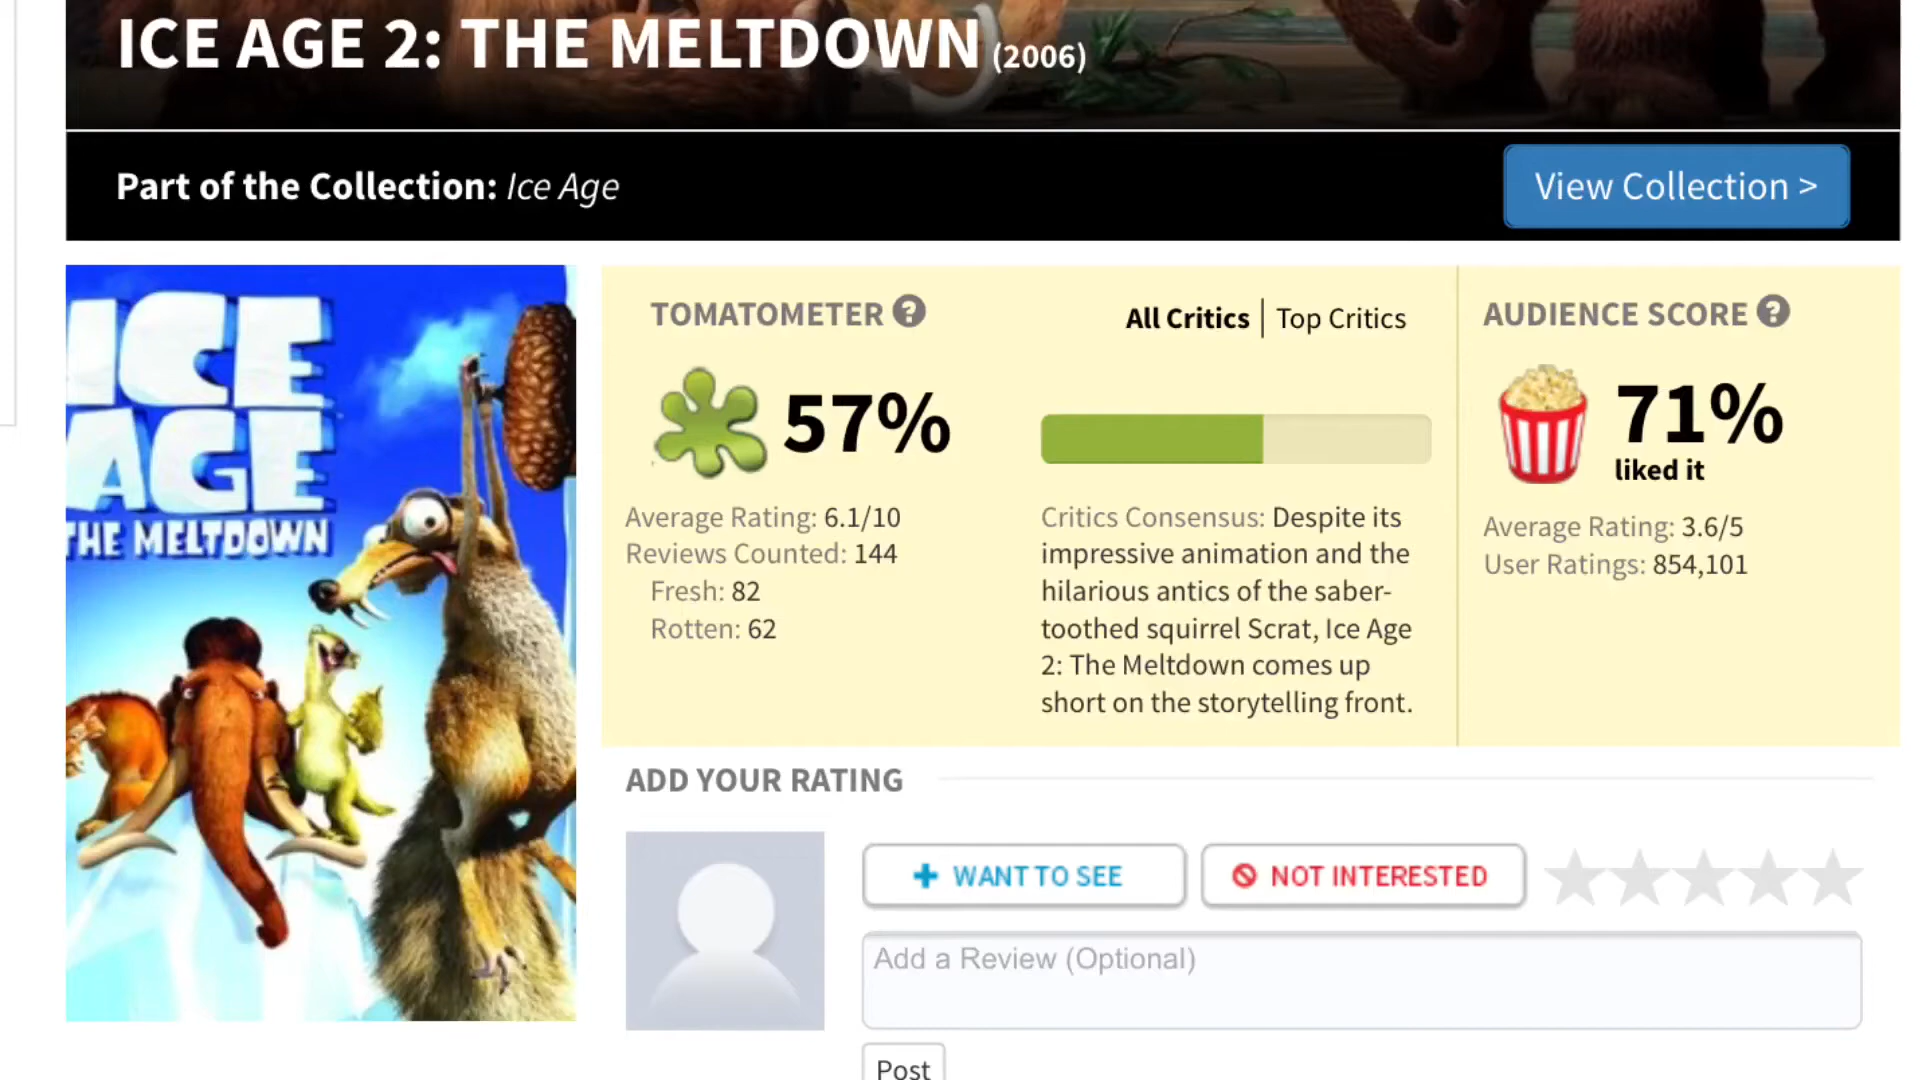 ICE AGE 2: THE MELTDOWN (2006)
Part of the Collection: Ice Age
View Collection >
ICE
AGE
THE MELTDOWN
TOMATOMETER ?
All Critics | Top Critics
57%
Average Rating: 6.1/10
Reviews Counted: 144
Fresh: 82
Rotten: 62
Critics Consensus: Despite its
impressive animation and the
hilarious antics of the saber-
toothed squirrel Scrat, Ice Age
2: The Meltdown comes up
short on the storytelling front.
AUDIENCE SCORE ?
71%
liked it
Average Rating: 3.6/5
User Ratings: 854,101
ADD YOUR RATING
WANT TO SEE
NOT INTERESTED
Add a Review (Optional)
Post